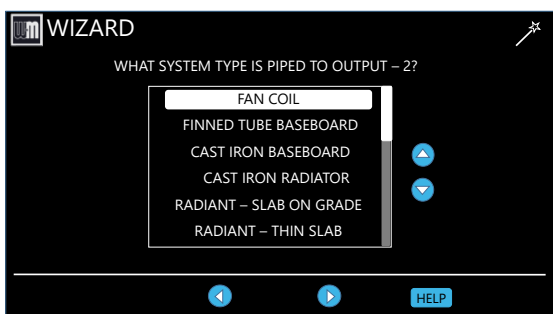 wm WIZARD
WHAT SYSTEM TYPE IS PIPED TO OUTPUT – 2?
FAN COIL
FINNED TUBE BASEBOARD
CAST IRON BASEBOARD
CAST IRON RADIATOR
RADIANT – SLAB ON GRADE
RADIANT – THIN SLAB
HELP